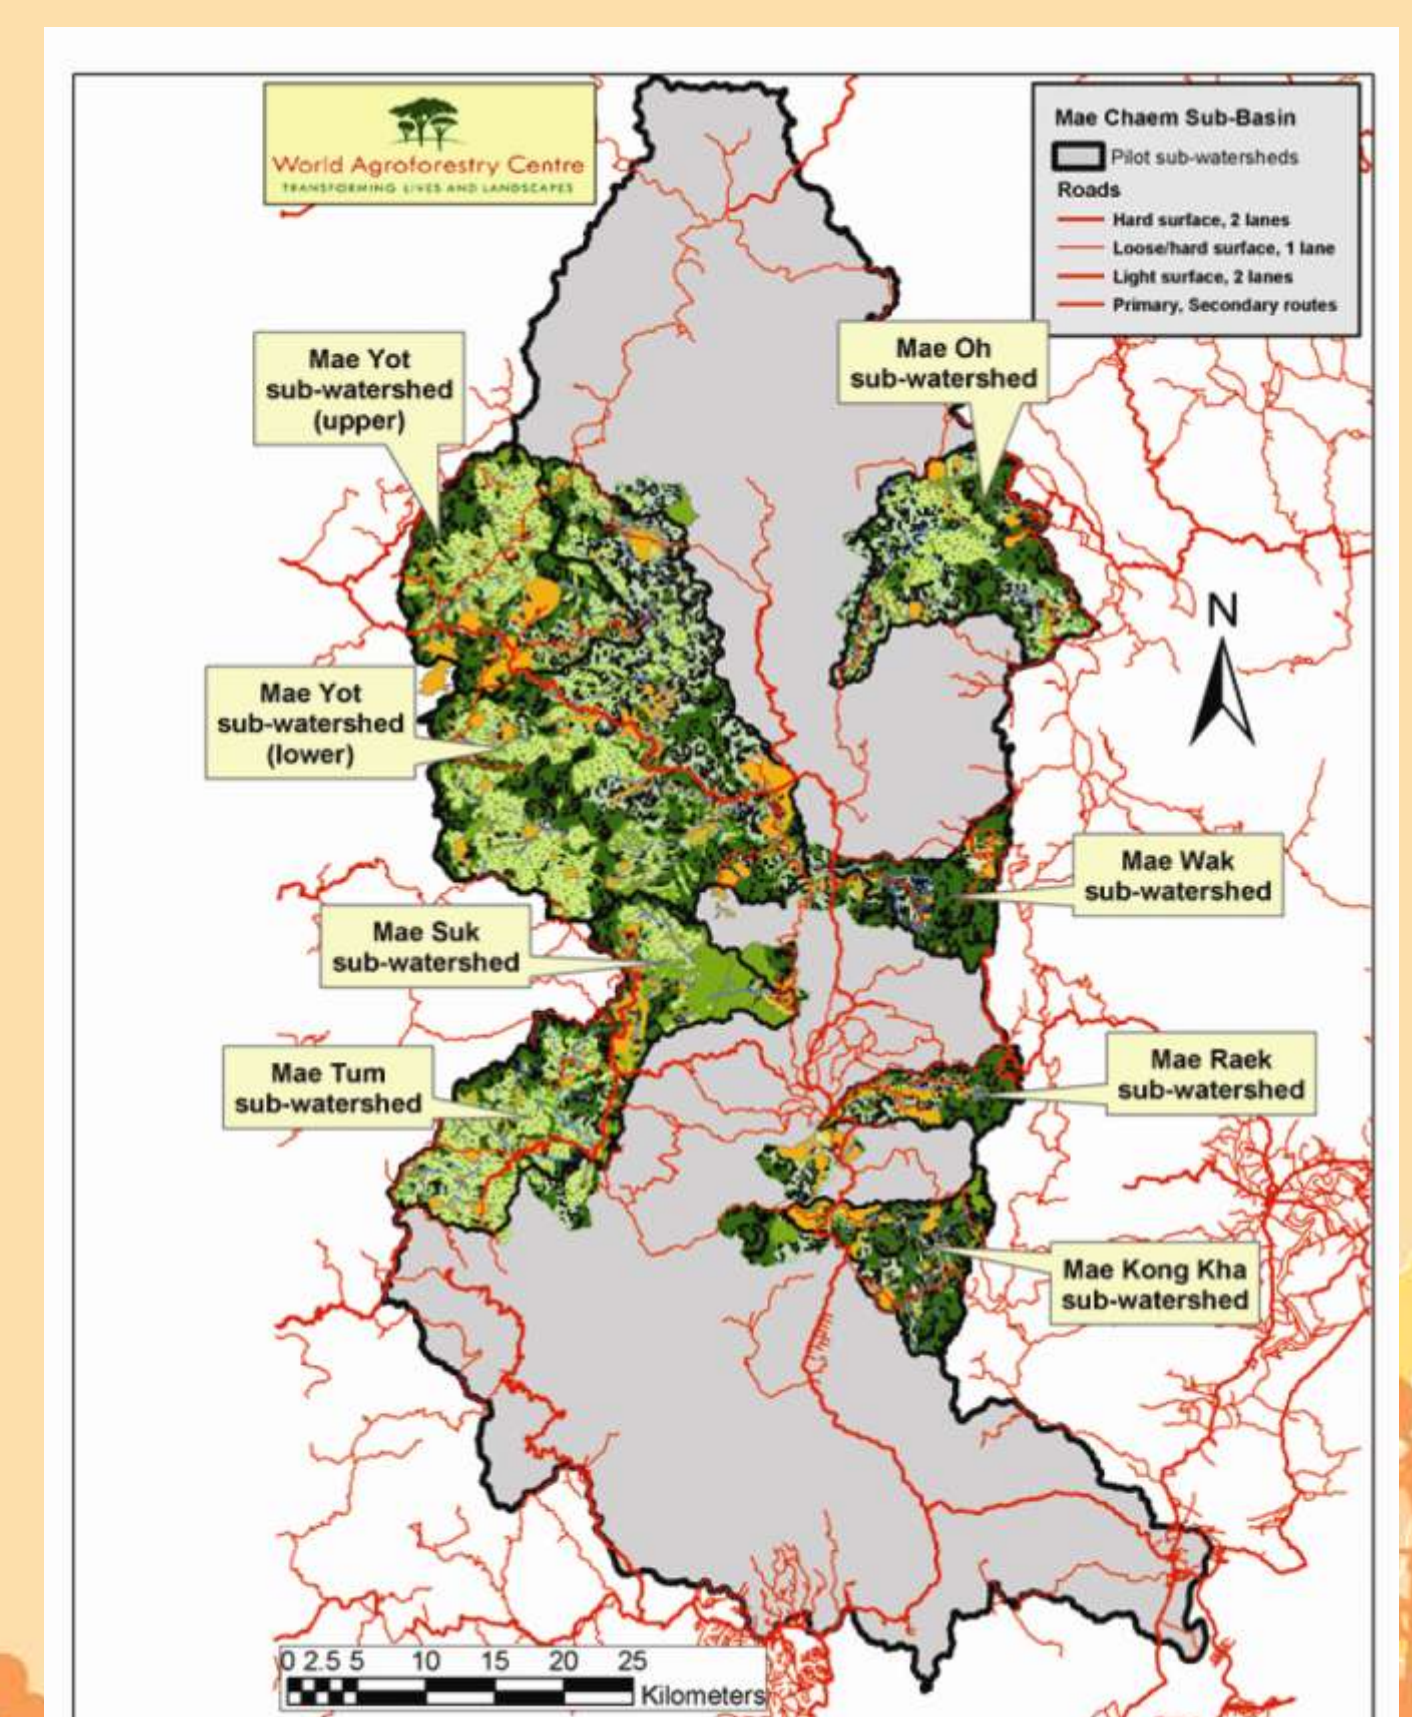 World Agroforestry Centre
TRANSFORMING LIVES AND LANDSCAPES
Mae Chaem Sub-Basin
Pilot sub-watersheds
Roads
Hard surface, 2 lanes
Loose/hard surface, 1 lane
Light surface, 2 lanes
Primary, Secondary routes
Mae Yot
sub-watershed
(upper)
Mae Oh
sub-watershed
N
Mae Yot
sub-watershed
(lower)
Mae Wak
sub-watershed
Mae Suk
sub-watershed
Mae Tum
sub-watershed
Mae Raek
sub-watershed
Mae Kong Kha
sub-watershed
0 2.5 5 10 15 20 25
Kilometers